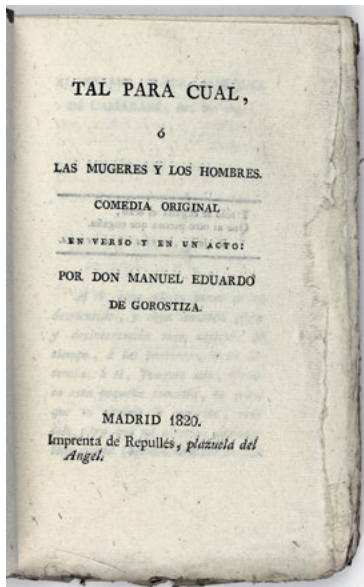 TAL PARA CUAL,
ó
LAS MUGERES Y LOS HOMBRES.
COMEDIA ORIGINAL
EN VERSO Y EN UN ACTO:
POR DON MANUEL EDUARDO
DE GOROSTIZA.
MADRID 1820.
Imprenta de Repullés, plazuela del
Angel.